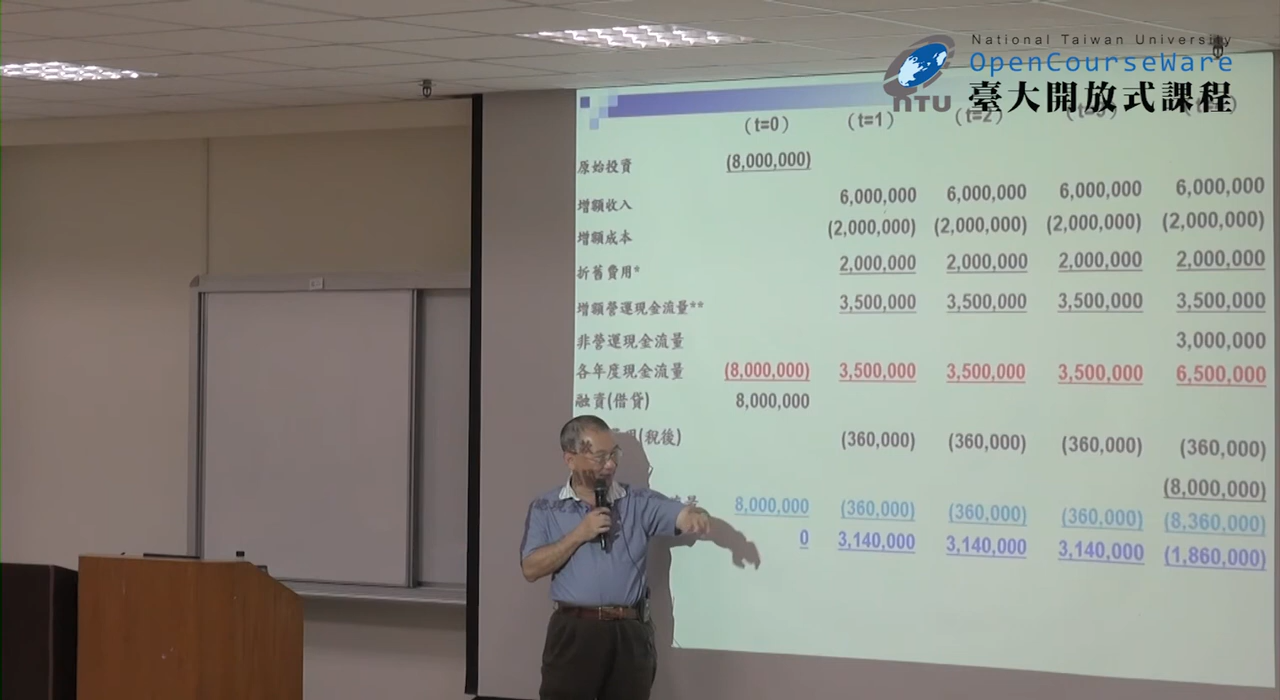 National Taiwan University
OpenCourseWare
NTU 臺大開放式課程
(t=0) (t=1) (t=2)
原始投資 (8,000,000)
增額收入 6,000,000 6,000,000 6,000,000 6,000,000
增額成本 (2,000,000) (2,000,000) (2,000,000) (2,000,000)
折舊費用* 2,000,000 2,000,000 2,000,000 2,000,000
增額營運現金流量** 3,500,000 3,500,000 3,500,000 3,500,000
非營運現金流量 3,000,000
各年度現金流量 (8,000,000) 3,500,000 3,500,000 3,500,000 6,500,000
融資(借貸) 8,000,000
(稅後) (360,000) (360,000) (360,000) (360,000)
(8,000,000)
8,000,000 (360,000) (360,000) (360,000) (8,360,000)
0 3,140,000 3,140,000 3,140,000 (1,860,000)